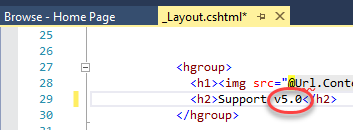 Browse - Home Page
_Layout.cshtml*
25
26
27 <hgroup>
28 <h1><img src="@Url.Conte
29 <h2>Support v5.0</h2>
30 </hgroup>